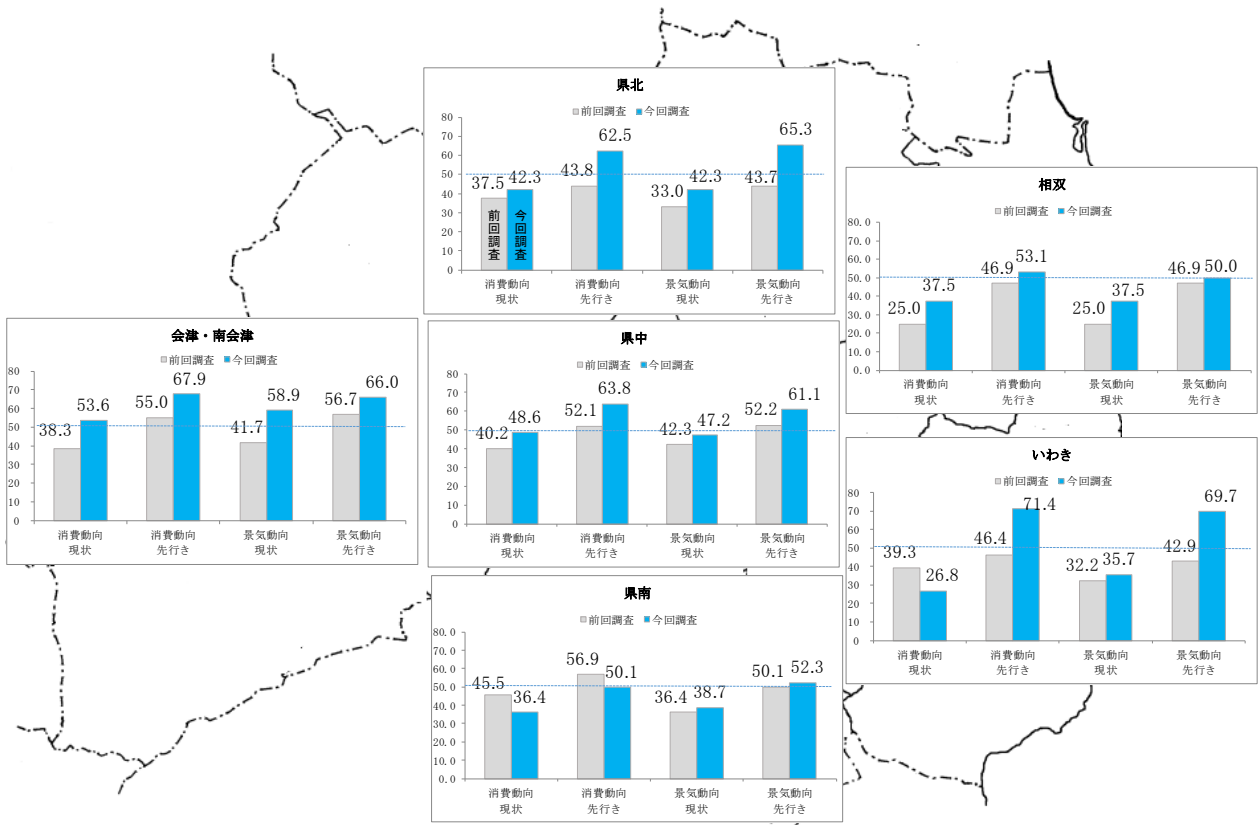 県北
前回調査 今回調査
80
70
60
50
40
30
20
10
0
37.5 42.3 43.8 62.5 33.0 42.3 43.7 65.3
前回調査 今回調査
消費動向 消費動向 景気動向 景気動向
現状 先行き 現状 先行き
相双
前回調査 今回調査
80.0
70.0
60.0
50.0
40.0
30.0
20.0
10.0
0.0
25.0 37.5 46.9 53.1 25.0 37.5 46.9 50.0
消費動向 消費動向 景気動向 景気動向
現状 先行き 現状 先行き
会津・南会津
前回調査 今回調査
80
70
60
50
40
30
20
10
0
38.3 53.6 55.0 67.9 41.7 58.9 56.7 66.0
消費動向 消費動向 景気動向 景気動向
現状 先行き 現状 先行き
県中
前回調査 今回調査
80
70
60
50
40
30
20
10
0
40.2 48.6 52.1 63.8 42.3 47.2 52.2 61.1
消費動向 消費動向 景気動向 景気動向
現状 先行き 現状 先行き
いわき
前回調査 今回調査
80
70
60
50
40
30
20
10
0
39.3 26.8 46.4 71.4 32.2 35.7 42.9 69.7
消費動向 消費動向 景気動向 景気動向
現状 先行き 現状 先行き
県南
前回調査 今回調査
80.0
70.0
60.0
50.0
40.0
30.0
20.0
10.0
0.0
45.5 36.4 56.9 50.1 36.4 38.7 50.1 52.3
消費動向 消費動向 景気動向 景気動向
現状 先行き 現状 先行き